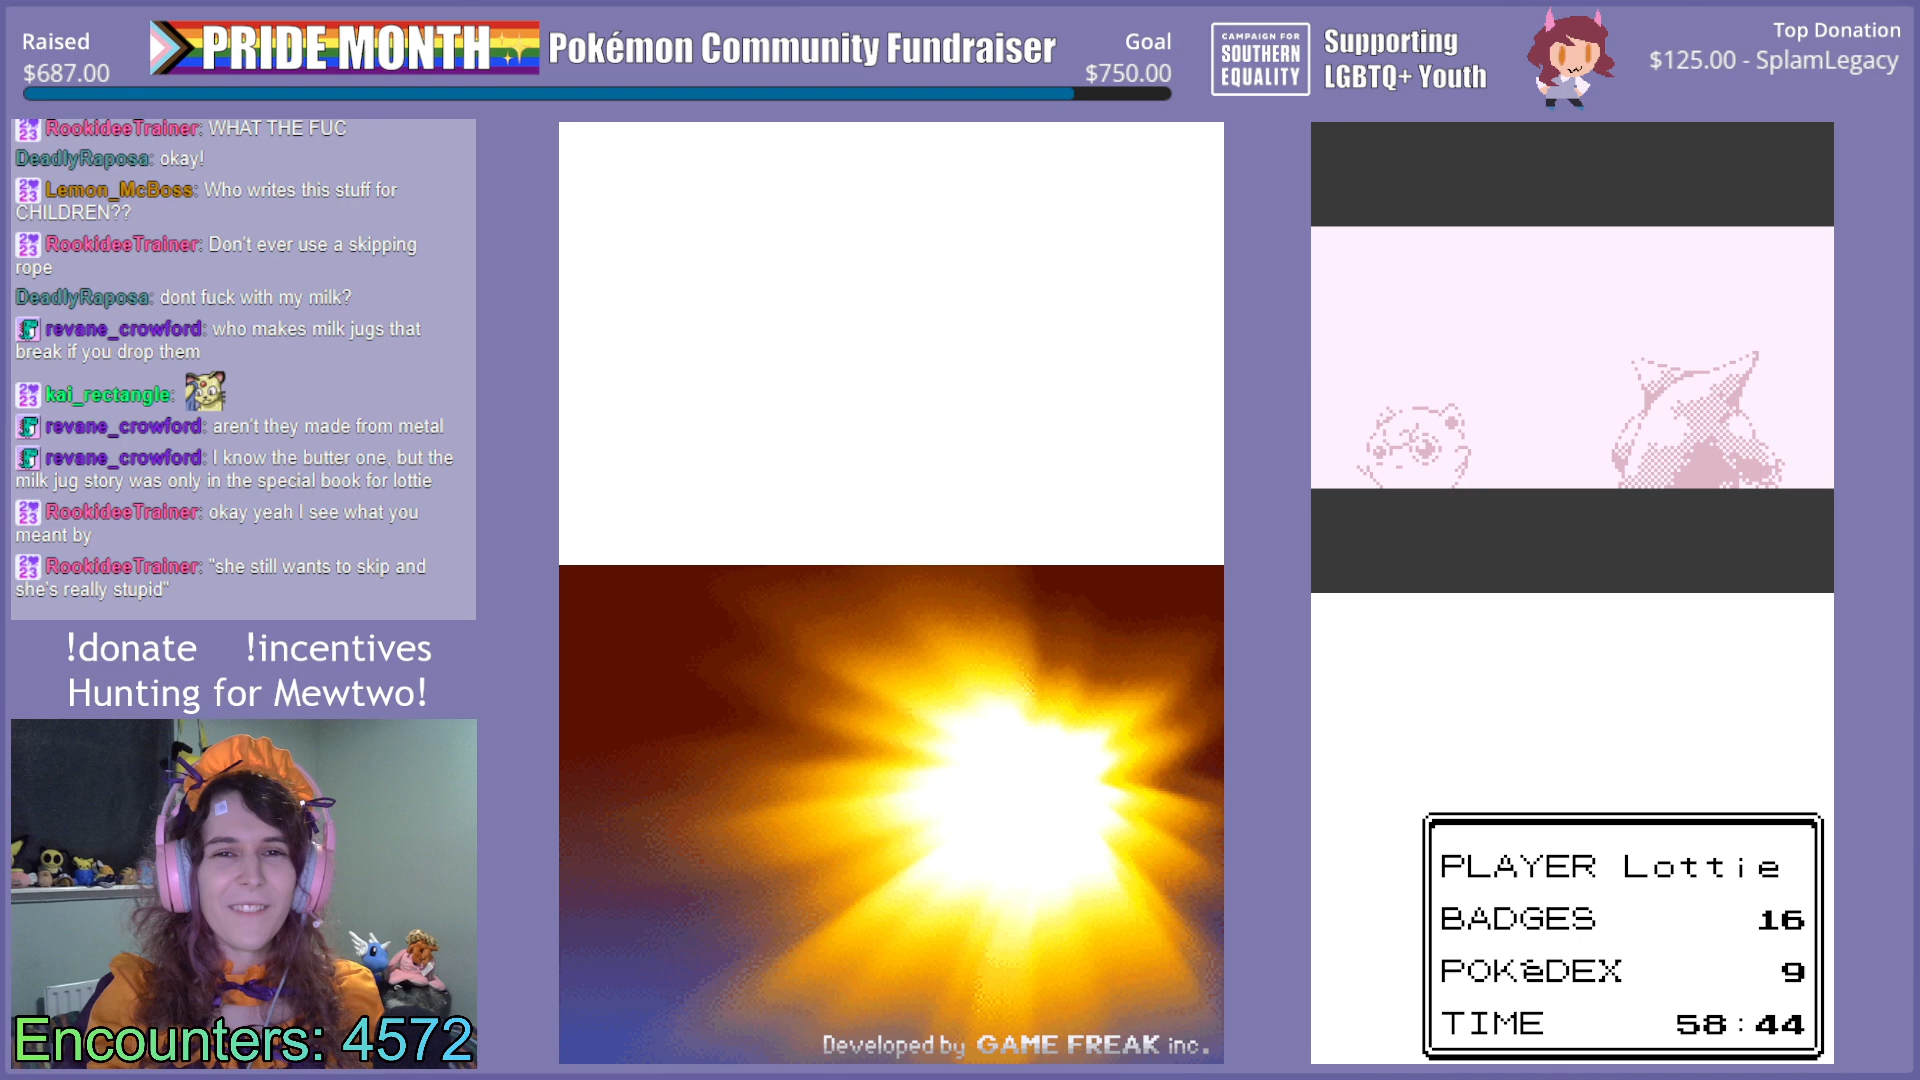 Raised
$687.00
PRIDE MONTH
Pokémon Community Fundraiser
Goal
$750.00
CAMPAIGN FOR
SOUTHERN
EQUALITY
Supporting
LGBTQ+ Youth
Top Donation
$125.00 - SplamLegacy
RookideeTrainer: WHAT THE FUC
DeadlyRaposa: okay!
Lemon_McBoss: Who writes this stuff for
CHILDREN??
RookideeTrainer: Don't ever use a skipping
rope
DeadlyRaposa: dont fuck with my milk?
revane_crowford: who makes milk jugs that
break if you drop them
kai_rectangle:
revane_crowford: aren't they made from metal
revane_crowford: I know the butter one, but the
milk jug story was only in the special book for lottie
RookideeTrainer: okay yeah I see what you
meant by
RookideeTrainer: "she still wants to skip and
she's really stupid"
!donate !incentives
Hunting for Mewtwo!
Encounters: 4572
Developed by GAME FREAK inc.
PLAYER Lottie
BADGES 16
POKéDEX 9
TIME 58:44